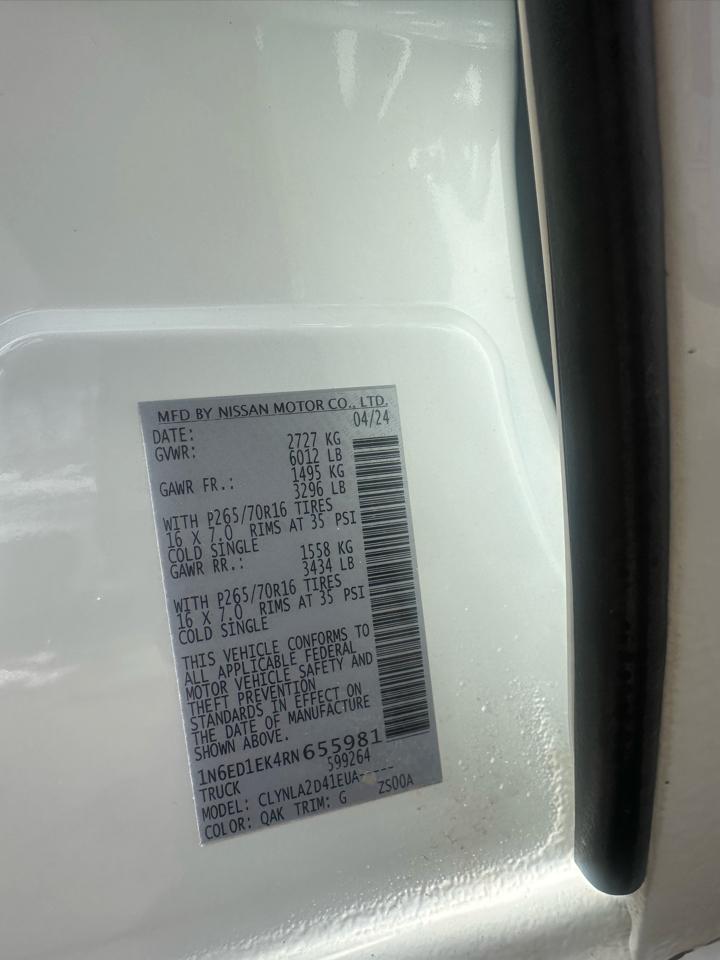 MFD BY NISSAN MOTOR CO., LTD.
DATE: 04/24
GVWR: 2727 KG
6012 LB
GAWR FR.: 1495 KG
3296 LB
WITH P265/70R16 TIRES
16 X 7.0 RIMS AT 35 PSI
COLD SINGLE
GAWR RR.: 1558 KG
3434 LB
WITH P265/70R16 TIRES
16 X 7.0 RIMS AT 35 PSI
COLD SINGLE
THIS VEHICLE CONFORMS TO
ALL APPLICABLE FEDERAL
MOTOR VEHICLE SAFETY AND
THEFT PREVENTION
STANDARDS IN EFFECT ON
THE DATE OF MANUFACTURE
SHOWN ABOVE.
1N6ED1EK4RN655981
TRUCK 599264
MODEL: CLYNLA2D41EUA-----
COLOR: QAK TRIM: G ZS00A